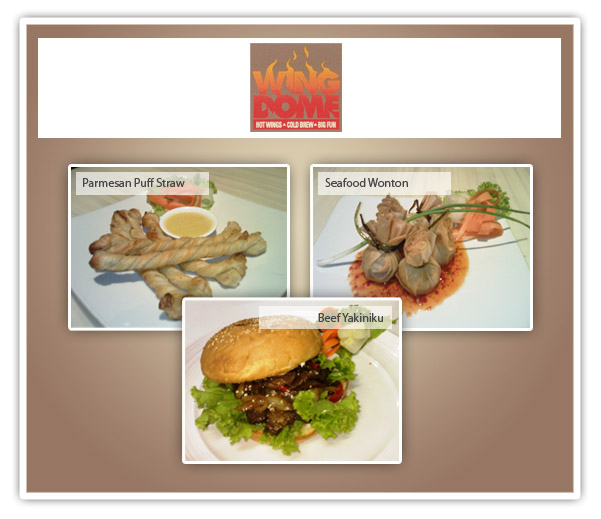 WING
DOME
HOT WINGS • COLD BREW • BIG FUN
Parmesan Puff Straw
Seafood Wonton
Beef Yakiniku